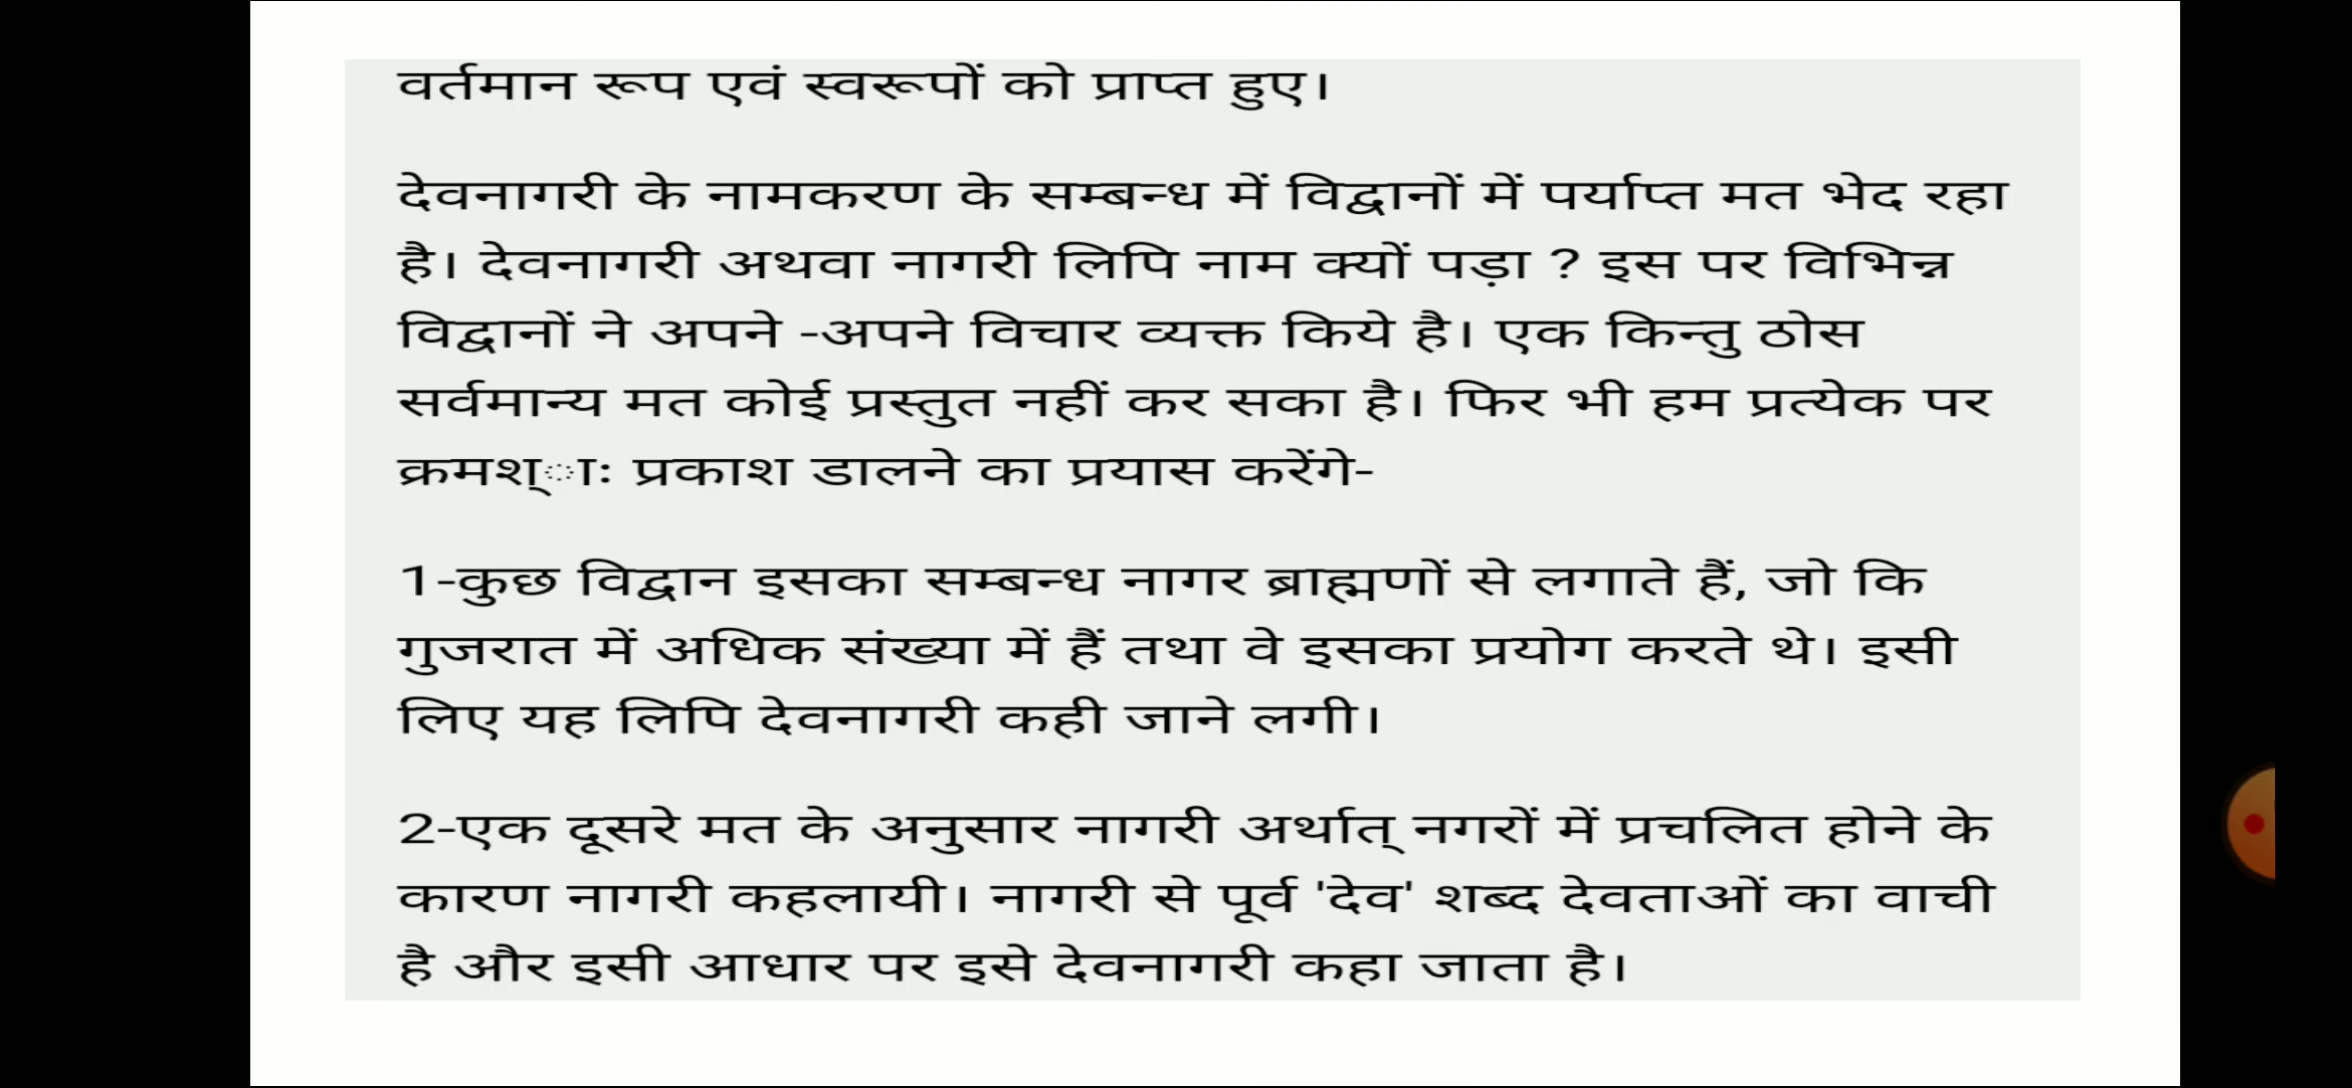 वर्तमान रूप एवं स्वरूपों को प्राप्त हुए।
देवनागरी के नामकरण के सम्बन्ध में विद्वानों में पर्याप्त मत भेद रहा
है। देवनागरी अथवा नागरी लिपि नाम क्यों पड़ा ? इस पर विभिन्न
विद्वानों ने अपने -अपने विचार व्यक्त किये है। एक किन्तु ठोस
सर्वमान्य मत कोई प्रस्तुत नहीं कर सका है। फिर भी हम प्रत्येक पर
क्रमश्ाः प्रकाश डालने का प्रयास करेंगे-
1-कुछ विद्वान इसका सम्बन्ध नागर ब्राह्मणों से लगाते हैं, जो कि
गुजरात में अधिक संख्या में हैं तथा वे इसका प्रयोग करते थे। इसी
लिए यह लिपि देवनागरी कही जाने लगी।
2-एक दूसरे मत के अनुसार नागरी अर्थात् नगरों में प्रचलित होने के
कारण नागरी कहलायी। नागरी से पूर्व 'देव' शब्द देवताओं का वाची
है और इसी आधार पर इसे देवनागरी कहा जाता है।